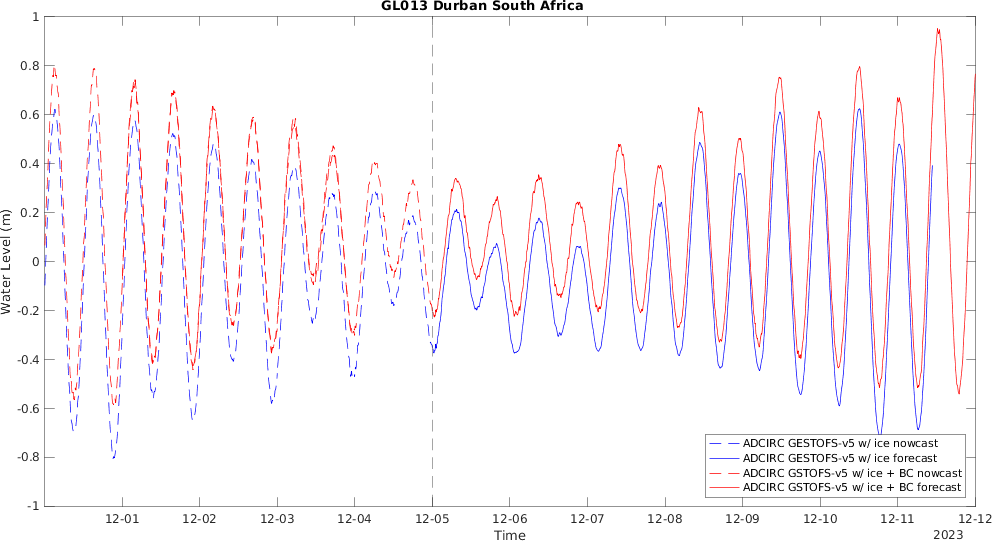 GL013 Durban South Africa
1
0.8
0.6
0.4
0.2
0
-0.2
-0.4
-0.6
-0.8
-1
Water Level (m)
12-01 12-02 12-03 12-04 12-05 12-06 12-07 12-08 12-09 12-10 12-11 12-12
Time
2023
ADCIRC GESTOFS-v5 w/ ice nowcast
ADCIRC GESTOFS-v5 w/ ice forecast
ADCIRC GSTOFS-v5 w/ ice + BC nowcast
ADCIRC GSTOFS-v5 w/ ice + BC forecast